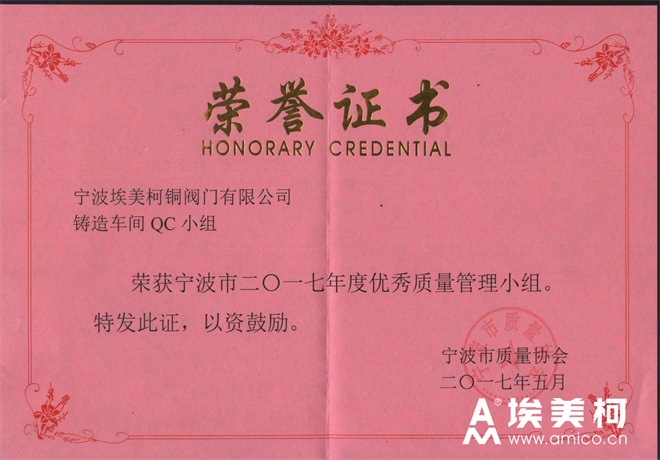 荣誉证书
HONORARY CREDENTIAL
宁波埃美柯铜阀门有限公司
铸造车间 QC 小组
荣获宁波市二〇一七年度优秀质量管理小组。
特发此证，以资鼓励。
宁波市质量协会
二〇一七年五月
埃美柯
www.amico.cn